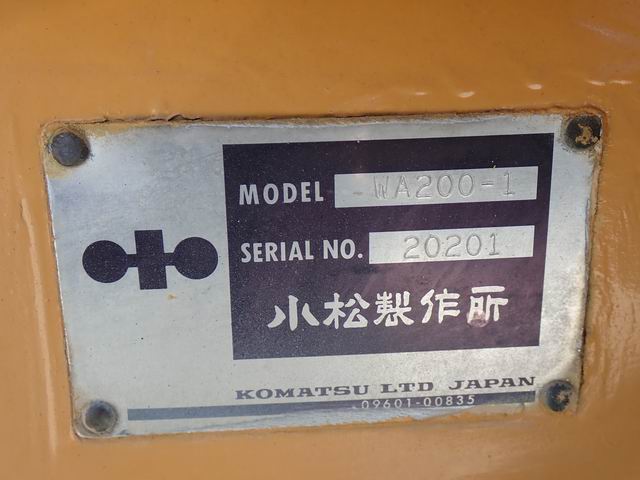 MODEL WA200-1
SERIAL NO. 20201
小松製作所
KOMATSU LTD JAPAN
09601-00835